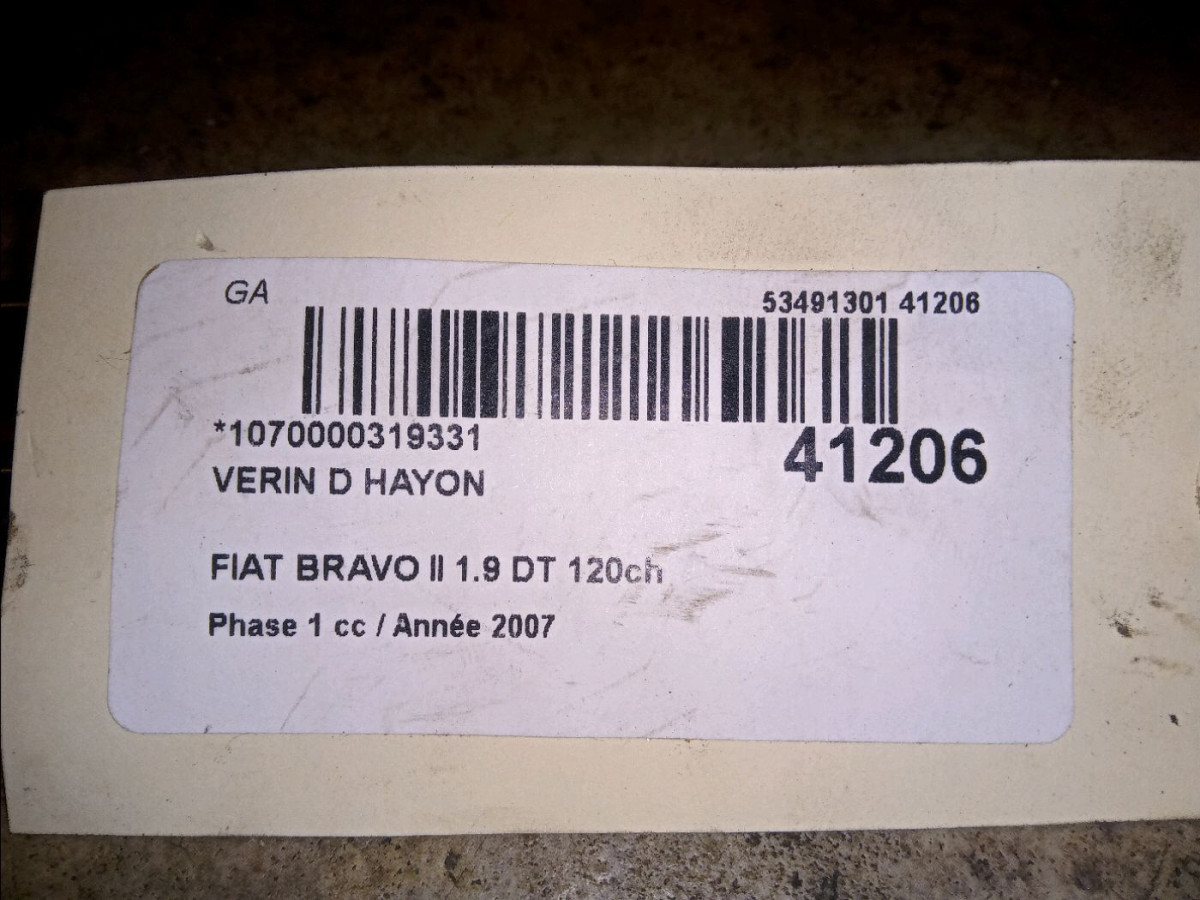 GA
53491301 41206
*1070000319331
41206
VERIN D HAYON
FIAT BRAVO II 1.9 DT 120ch
Phase 1 cc / Année 2007